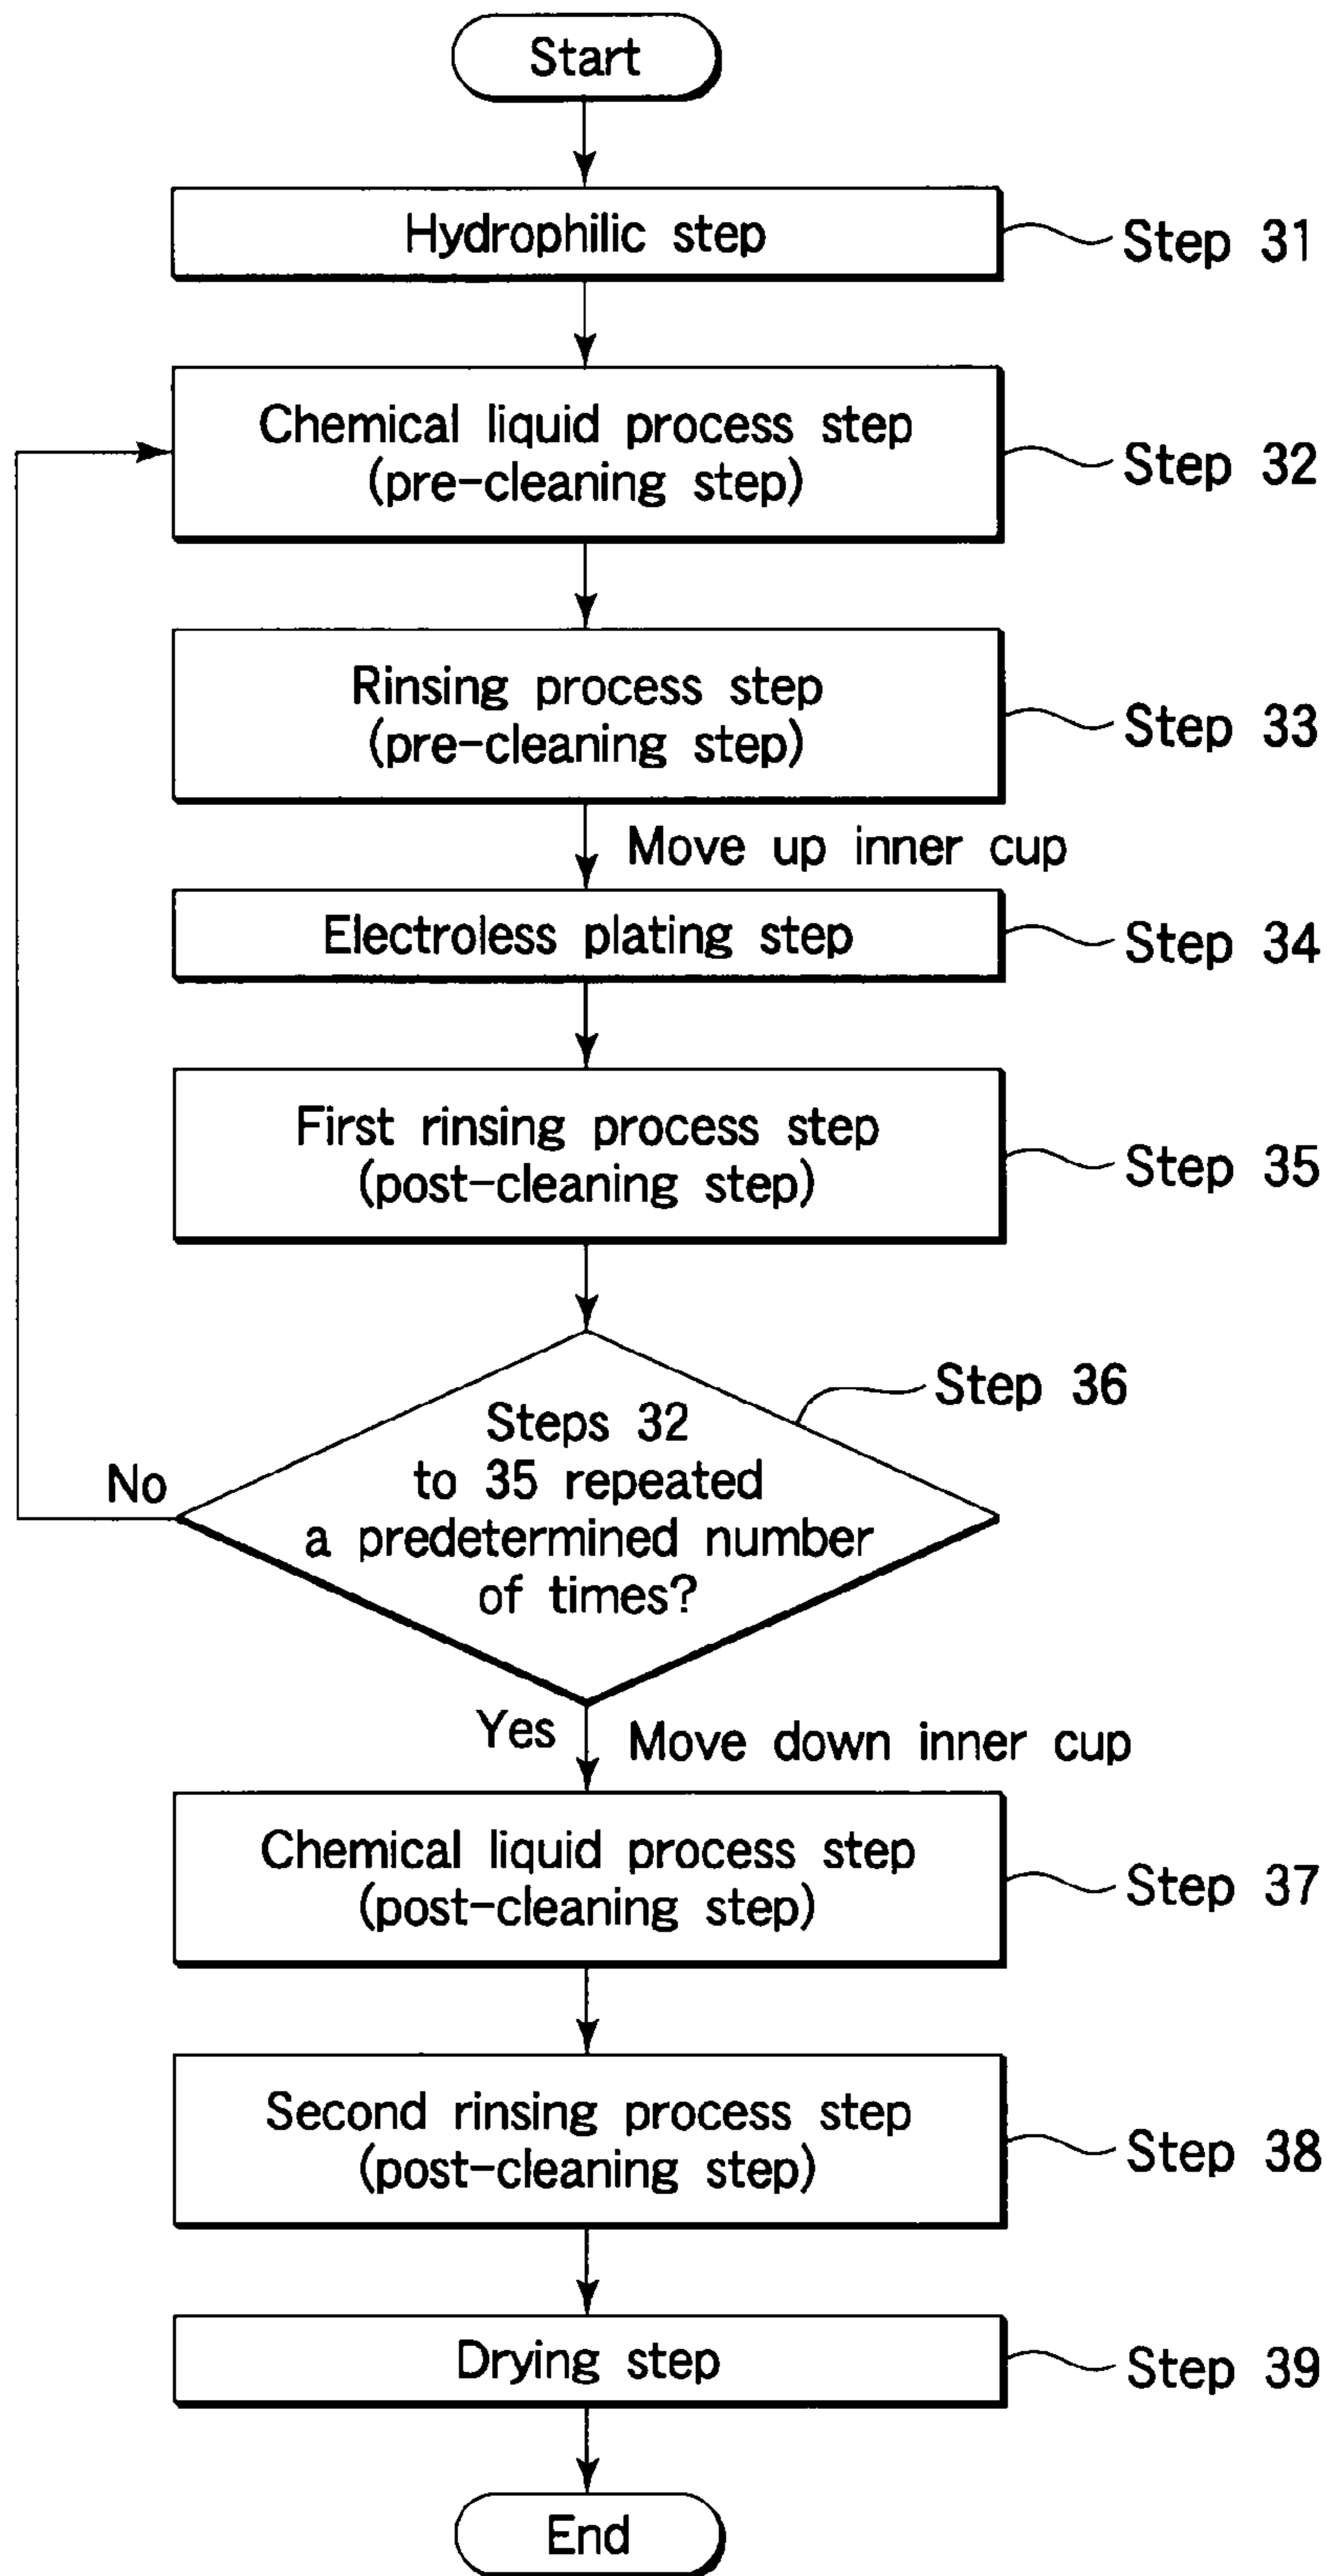 Start
Hydrophilic step
Step 31
Chemical liquid process step
(pre-cleaning step)
Step 32
Rinsing process step
(pre-cleaning step)
Step 33
Move up inner cup
Electroless plating step
Step 34
First rinsing process step
(post-cleaning step)
Step 35
Step 36
Steps 32
to 35 repeated
a predetermined number
of times?
No
Yes
Move down inner cup
Chemical liquid process step
(post-cleaning step)
Step 37
Second rinsing process step
(post-cleaning step)
Step 38
Drying step
Step 39
End